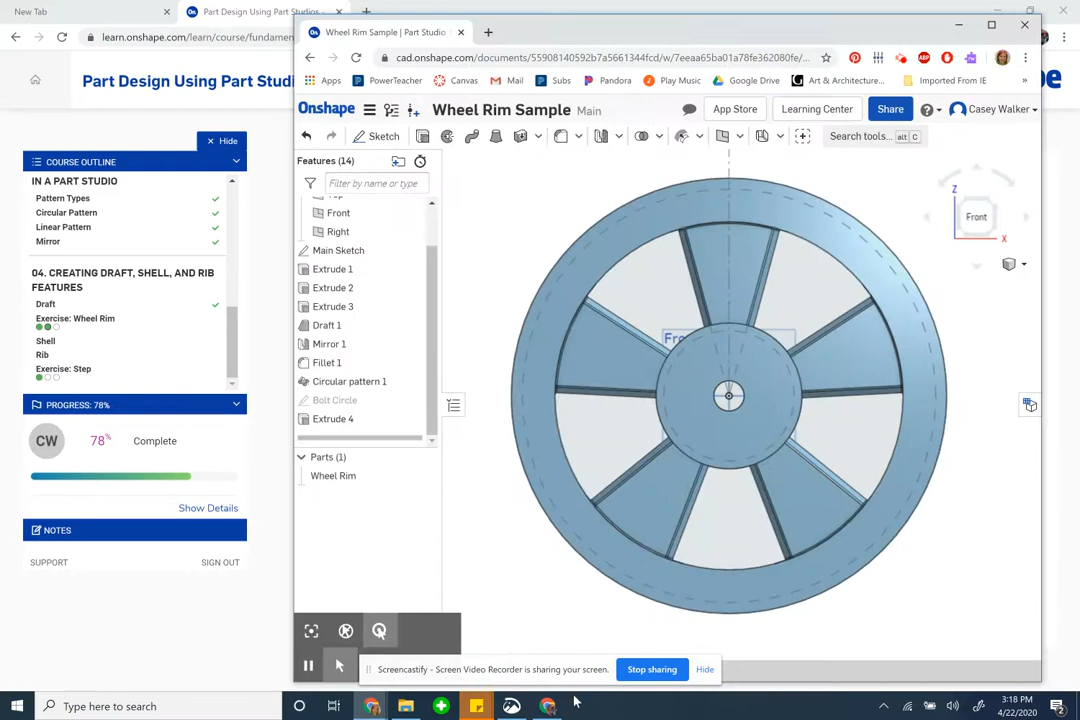 New Tab
Part Design Using Part Studios -
learn.onshape.com/learn/course/fundamen
Part Design Using Part Studi
Hide
COURSE OUTLINE
IN A PART STUDIO
Pattern Types
Circular Pattern
Linear Pattern
Mirror
04. CREATING DRAFT, SHELL, AND RIB
FEATURES
Draft
Exercise: Wheel Rim
Shell
Rib
Exercise: Step
PROGRESS: 78%
CW
78%
Complete
Show Details
NOTES
SUPPORT
SIGN OUT
Wheel Rim Sample | Part Studio
cad.onshape.com/documents/55908140592b7a5661344fcd/w/7eeaa65ba01a78fe36d080fe/...
ABP
Apps
PowerTeacher
Canvas
Mail
Subs
Pandora
Play Music
Google Drive
Art & Architecture...
Imported From IE
Onshape
Wheel Rim Sample
Main
App Store
Learning Center
Share
Casey Walker
Sketch
Search tools...
alt
C
Features (14)
Filter by name or type
Top
Front
Right
Main Sketch
Extrude 1
Extrude 2
Extrude 3
Draft 1
Mirror 1
Fillet 1
Circular pattern 1
Bolt Circle
Extrude 4
Parts (1)
Wheel Rim
Z
Front
X
Fro
Screencastify - Screen Video Recorder is sharing your screen.
Stop sharing
Hide
Type here to search
3:18 PM
4/22/2020
2